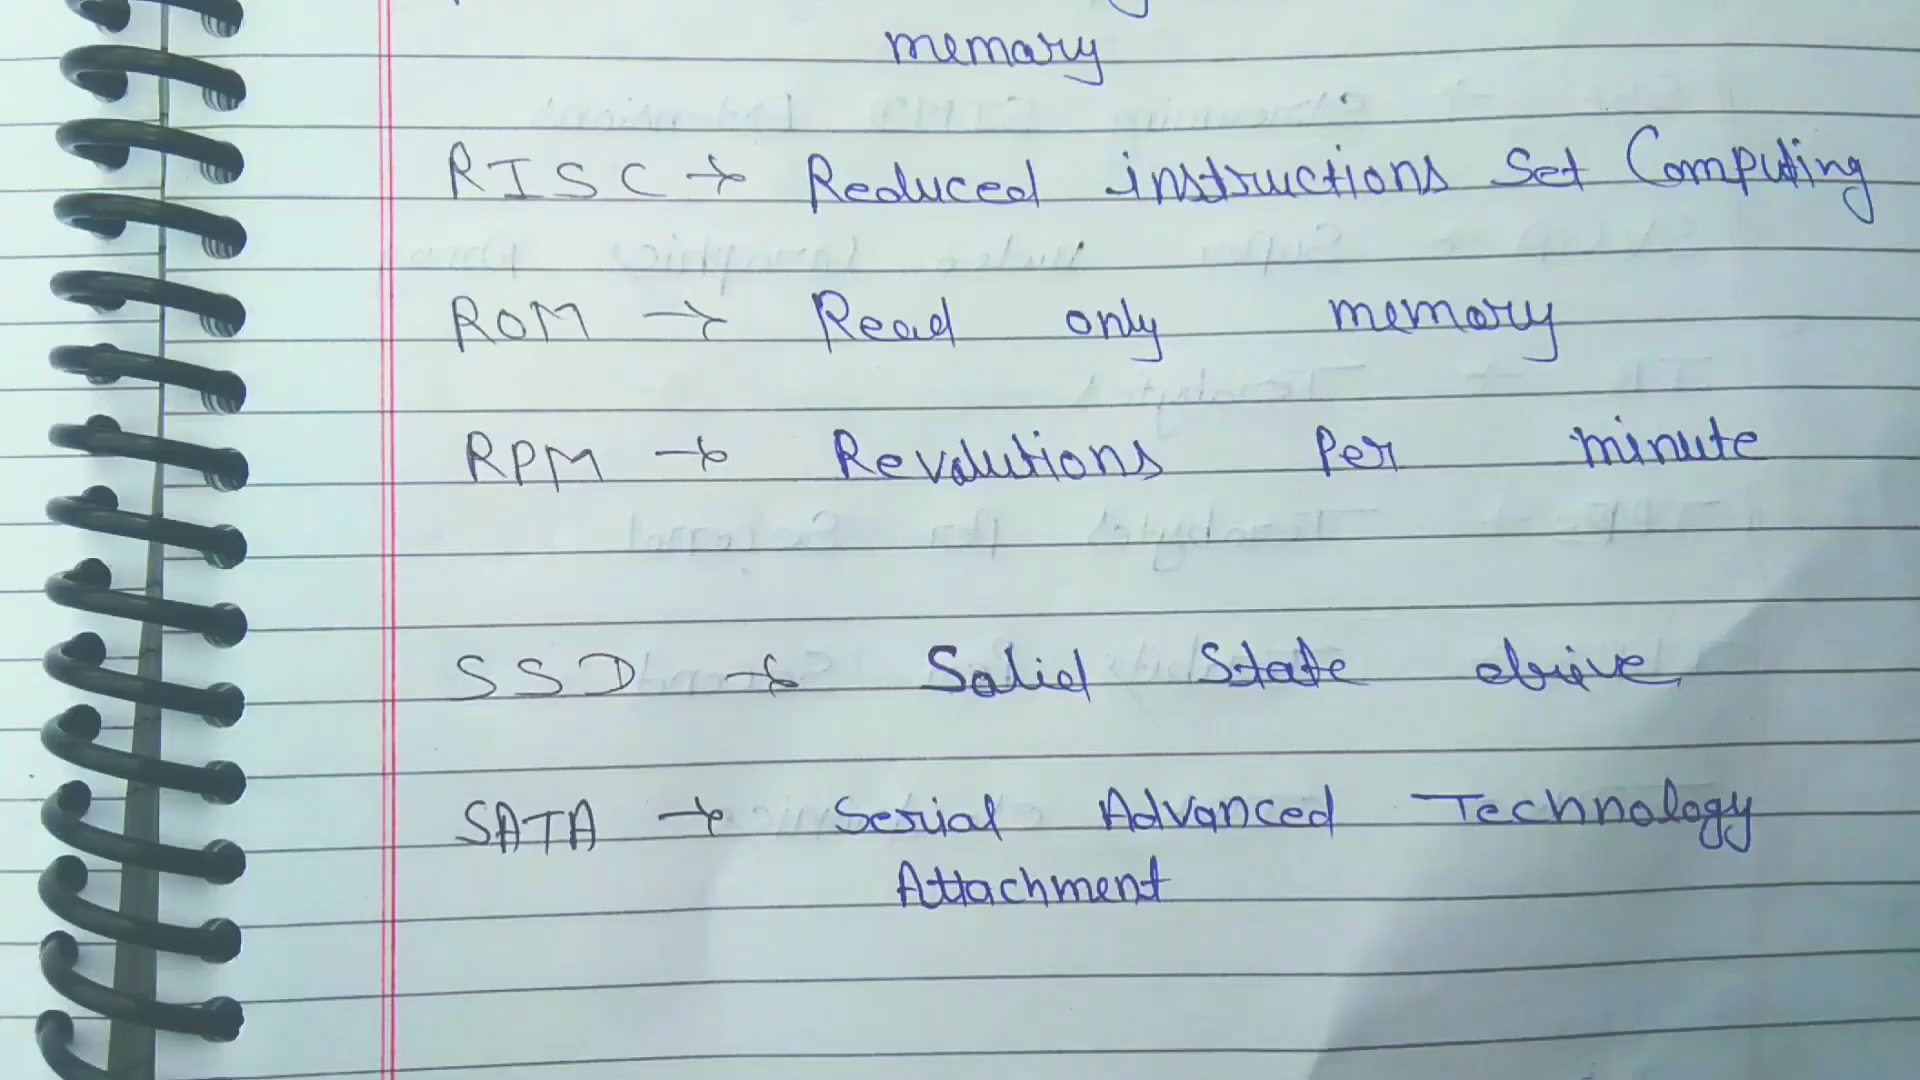 memary
RISC → Reduced instructions Set Computing
ROM → Read only memory
RPM → Revolutions Per minute
SSD → Solid State drive
SATA → Serial Advanced Technology
Attachment